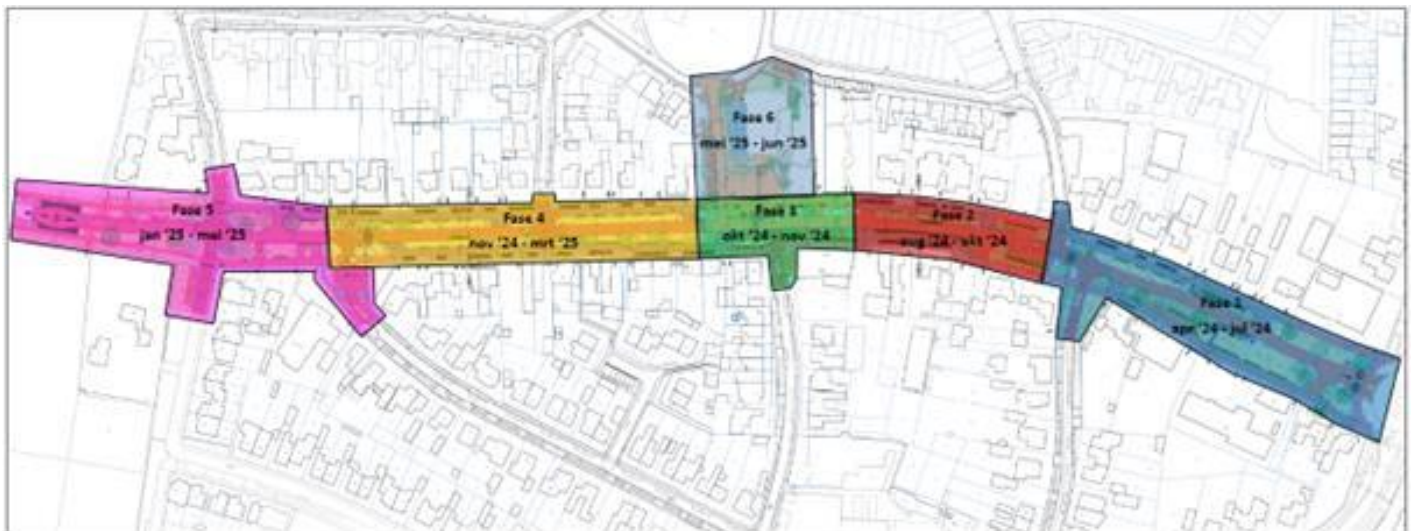 Fase 6
mei '25 - jun '25
Fase 5
jan '25 - mei '25
Fase 4
nov '24 - mrt '25
Fase 3
okt '24 - nov '24
Fase 2
aug '24 - okt '24
Fase 1
apr '24 - jul '24